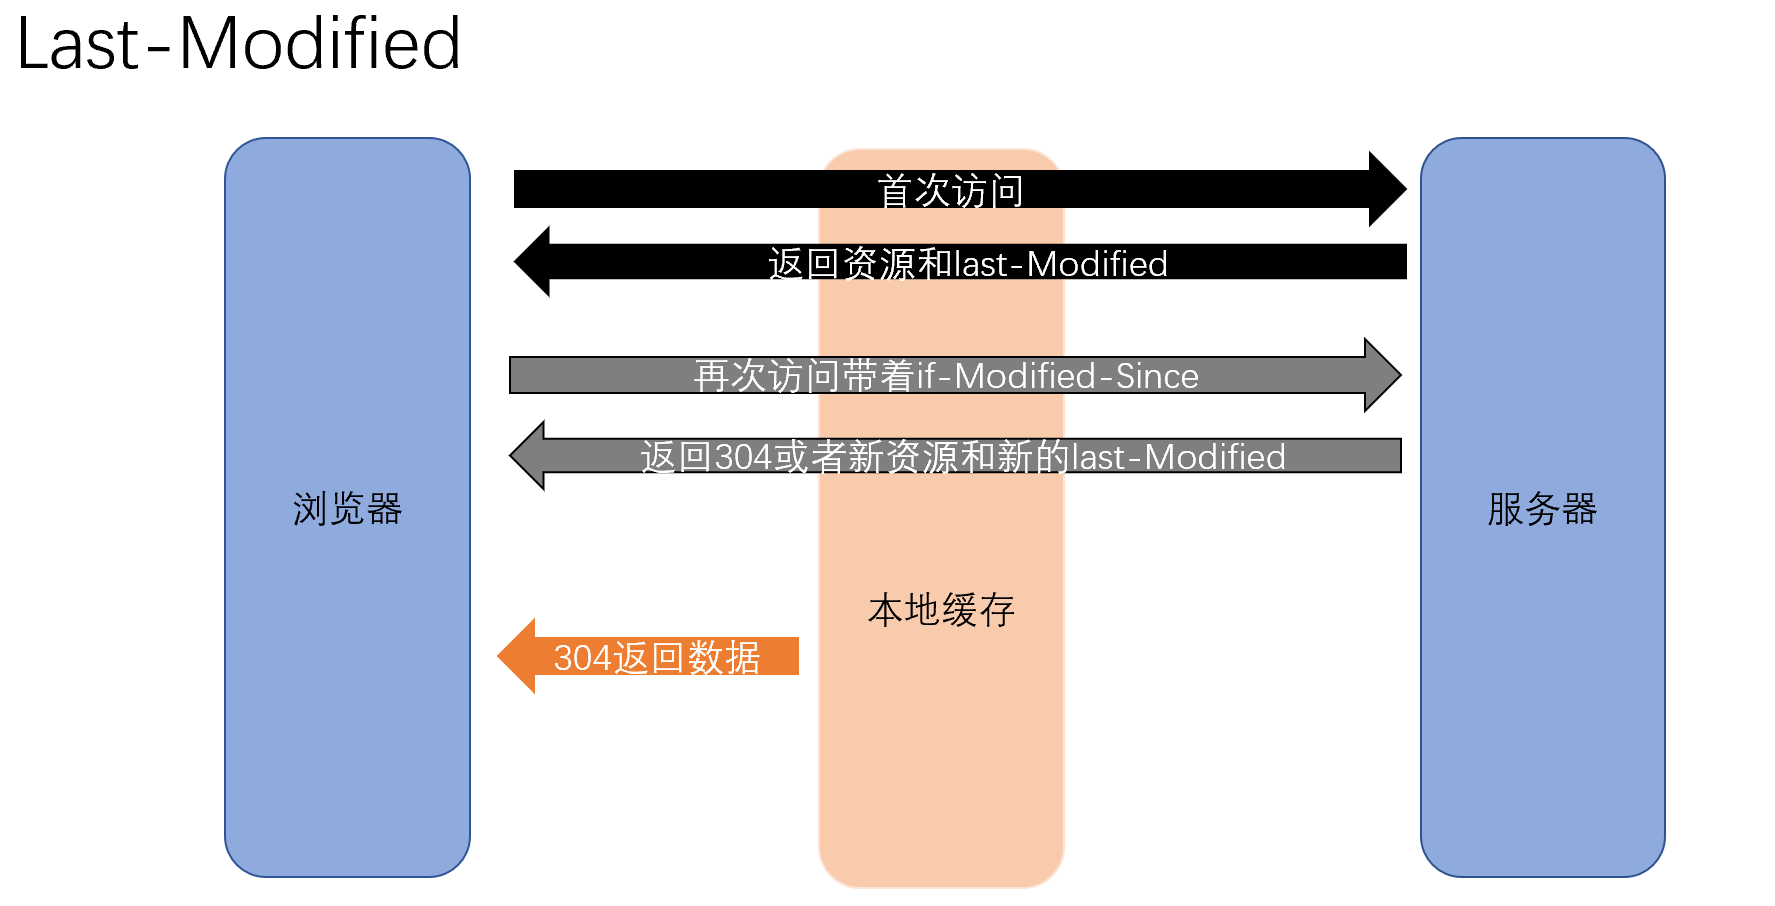 Last-Modified
首次访问
返回资源和last-Modified
再次访问带着if-Modified-Since
返回304或者新资源和新的last-Modified
浏览器
服务器
本地缓存
304返回数据